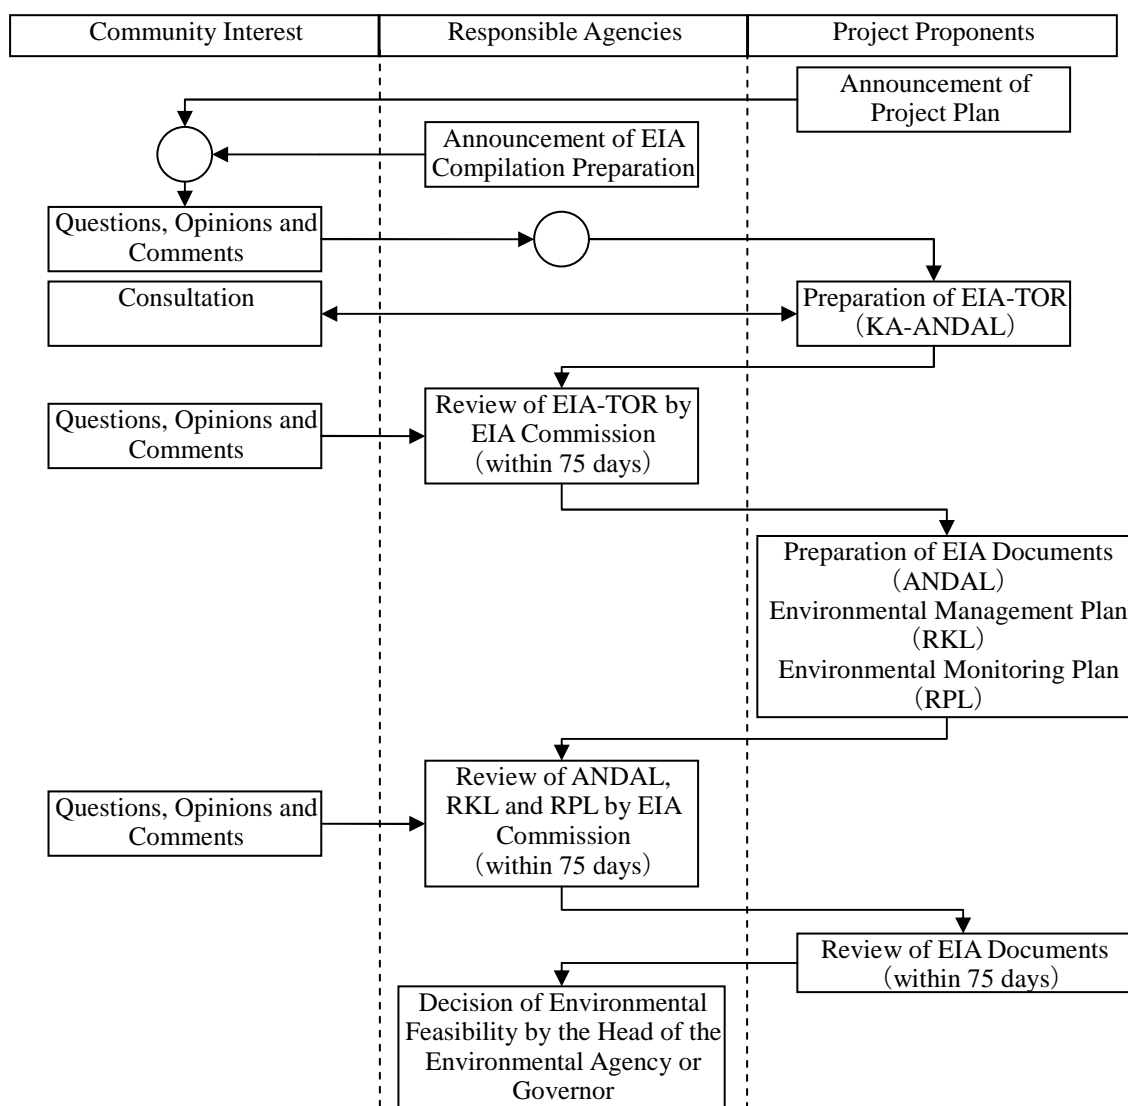 Community Interest
Responsible Agencies
Project Proponents
Announcement of
Project Plan
Announcement of EIA
Compilation Preparation
Questions, Opinions and
Comments
Consultation
Preparation of EIA-TOR
（KA-ANDAL）
Questions, Opinions and
Comments
Review of EIA-TOR by
EIA Commission
（within 75 days）
Preparation of EIA Documents
（ANDAL）
Environmental Management Plan
（RKL）
Environmental Monitoring Plan
（RPL）
Questions, Opinions and
Comments
Review of ANDAL,
RKL and RPL by EIA
Commission
（within 75 days）
Review of EIA Documents
（within 75 days）
Decision of Environmental
Feasibility by the Head of the
Environmental Agency or
Governor